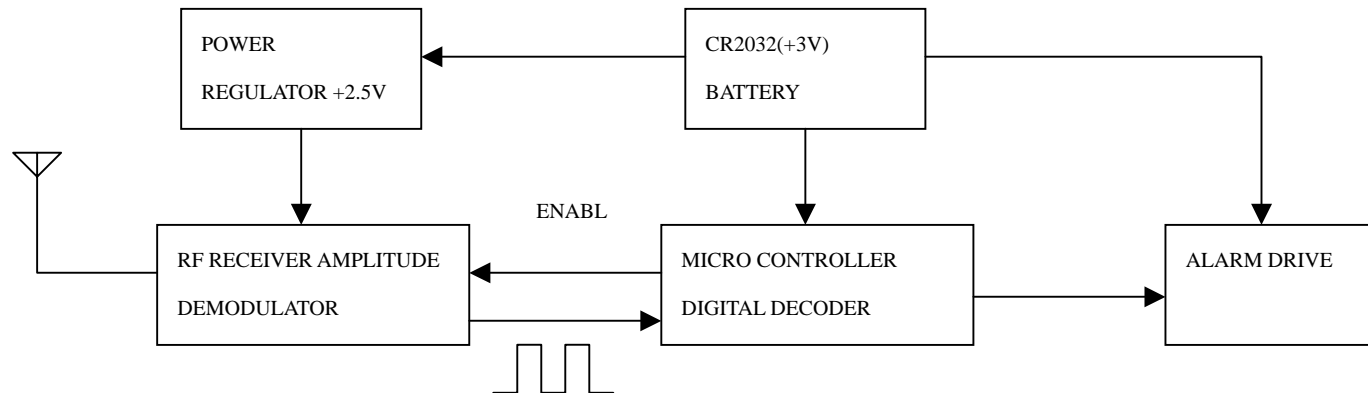 POWER
REGULATOR +2.5V
CR2032(+3V)
BATTERY
ENABL
RF RECEIVER AMPLITUDE
DEMODULATOR
MICRO CONTROLLER
DIGITAL DECODER
ALARM DRIVE